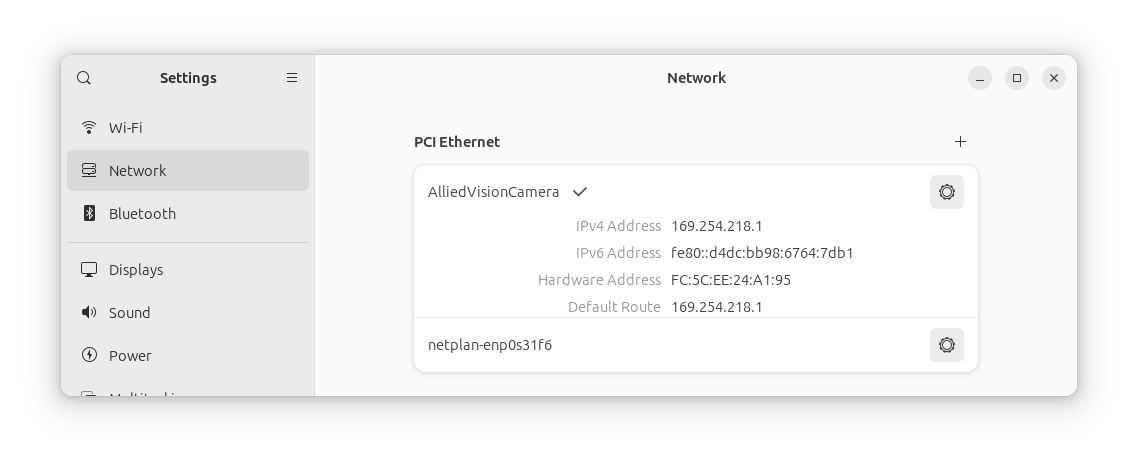 Settings
Network
Wi-Fi
Network
Bluetooth
Displays
Sound
Power
PCI Ethernet
AlliedVisionCamera
IPv4 Address 169.254.218.1
IPv6 Address fe80::d4dc:bb98:6764:7db1
Hardware Address FC:5C:EE:24:A1:95
Default Route 169.254.218.1
netplan-enp0s31f6